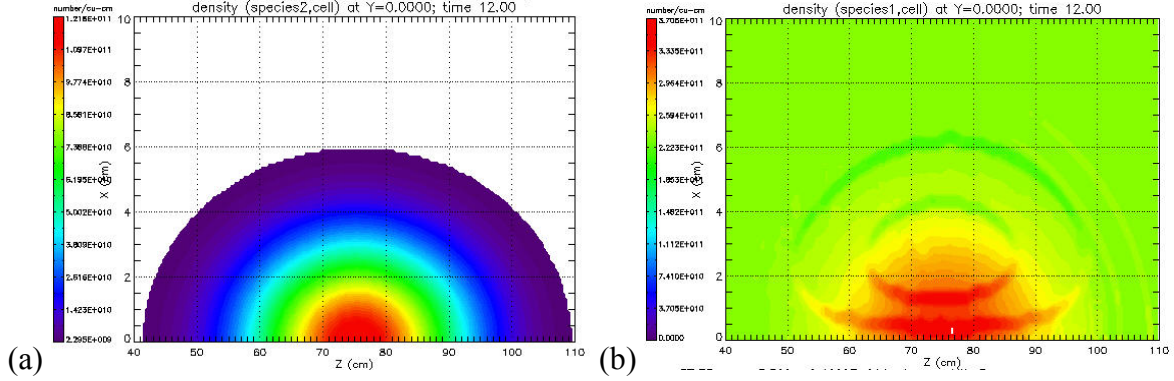 number/cu-cm
density (species2,cell) at Y=0.0000; time 12.00
1.216E+011
1.097E+011
9.774E+010
8.581E+010
7.388E+010
6.195E+010
5.002E+010
3.809E+010
2.616E+010
1.423E+010
2.295E+009
10
8
6
4
2
0
X (cm)
40 50 60 70 80 90 100 110
Z (cm)
(a)
number/cu-cm
density (species1,cell) at Y=0.0000; time 12.00
3.706E+011
3.335E+011
2.964E+011
2.594E+011
2.223E+011
1.853E+011
1.482E+011
1.112E+011
7.410E+010
3.705E+010
0.0000
10
8
6
4
2
0
X (cm)
40 50 60 70 80 90 100 110
Z (cm)
(b)